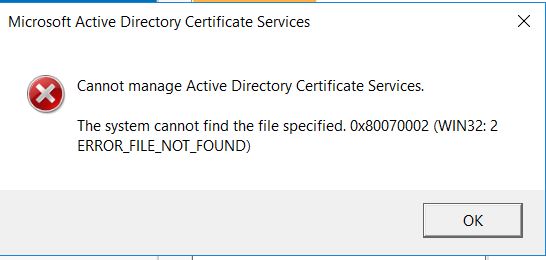 Microsoft Active Directory Certificate Services
Cannot manage Active Directory Certificate Services.
The system cannot find the file specified. 0x80070002 (WIN32: 2
ERROR_FILE_NOT_FOUND)
OK